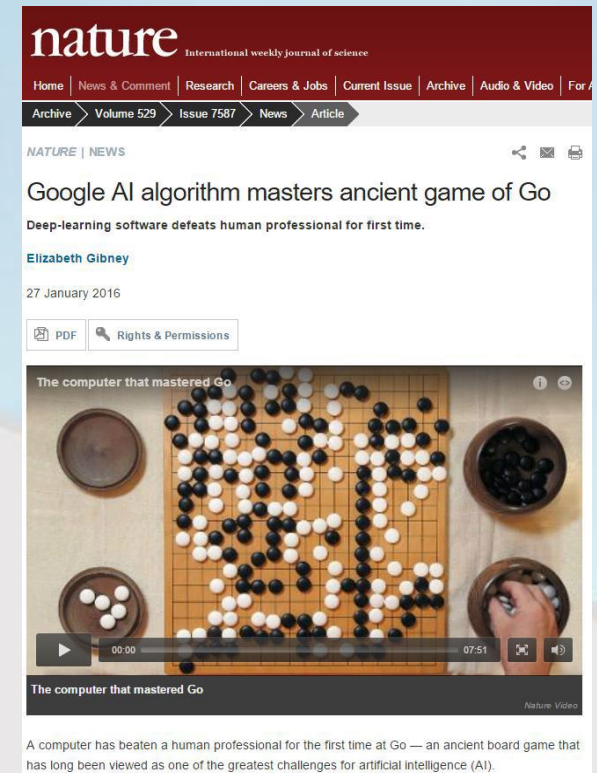 nature International weekly journal of science
Home News & Comment Research Careers & Jobs Current Issue Archive Audio & Video For
Archive Volume 529 Issue 7587 News Article
NATURE | NEWS
Google AI algorithm masters ancient game of Go
Deep-learning software defeats human professional for first time.
Elizabeth Gibney
27 January 2016
PDF Rights & Permissions
The computer that mastered Go
00:00 07:51
The computer that mastered Go
Nature Video
A computer has beaten a human professional for the first time at Go — an ancient board game that
has long been viewed as one of the greatest challenges for artificial intelligence (AI).